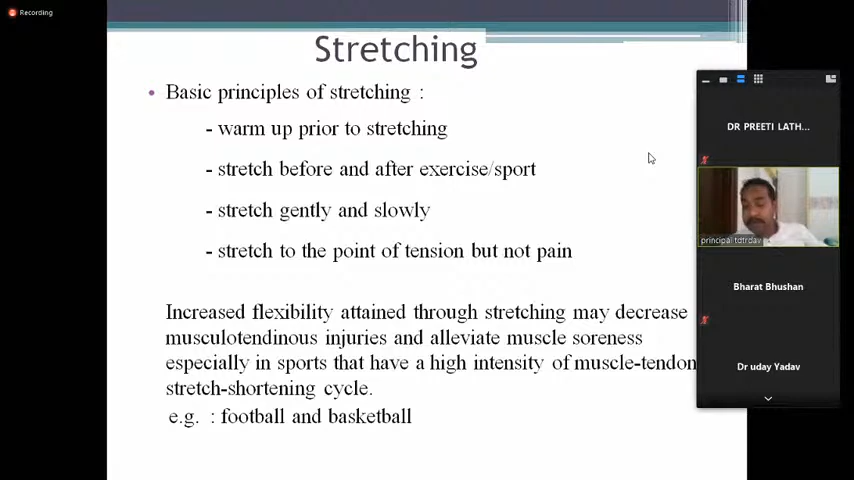 Recording
Stretching
• Basic principles of stretching :
- warm up prior to stretching
- stretch before and after exercise/sport
- stretch gently and slowly
- stretch to the point of tension but not pain
Increased flexibility attained through stretching may decrease
musculotendinous injuries and alleviate muscle soreness
especially in sports that have a high intensity of muscle-tendon
stretch-shortening cycle.
e.g. : football and basketball
DR PREETI LATH...
principal tdtrdav
Bharat Bhushan
Dr uday Yadav